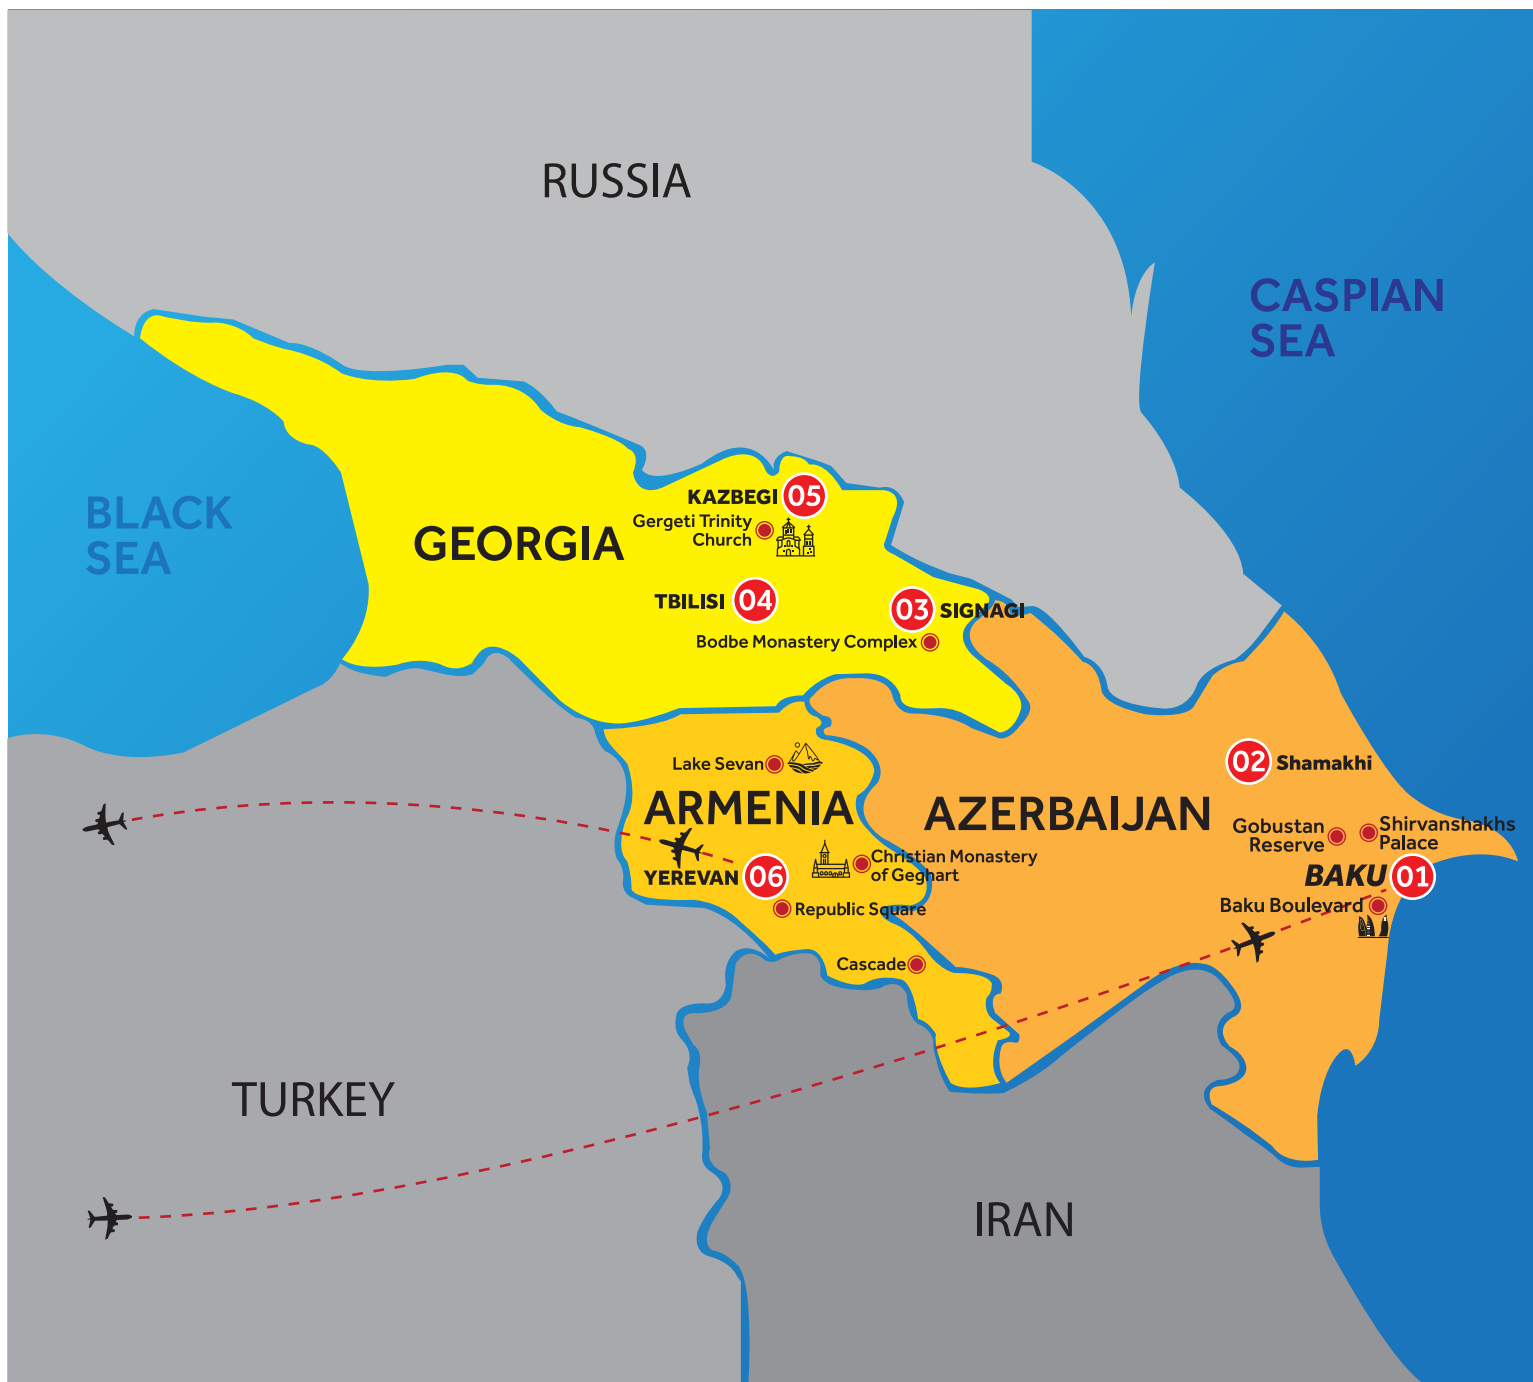 RUSSIA
CASPIAN
SEA
BLACK
SEA
KAZBEGI 05
Gergeti Trinity
Church
GEORGIA
TBILISI 04
03 SIGNAGI
Bodbe Monastery Complex
Lake Sevan
02 Shamakhi
ARMENIA
AZERBAIJAN
Gobustan
Reserve
Shirvanshakhs
Palace
Christian Monastery
of Geghart
YEREVAN 06
BAKU 01
Republic Square
Baku Boulevard
Cascade
TURKEY
IRAN